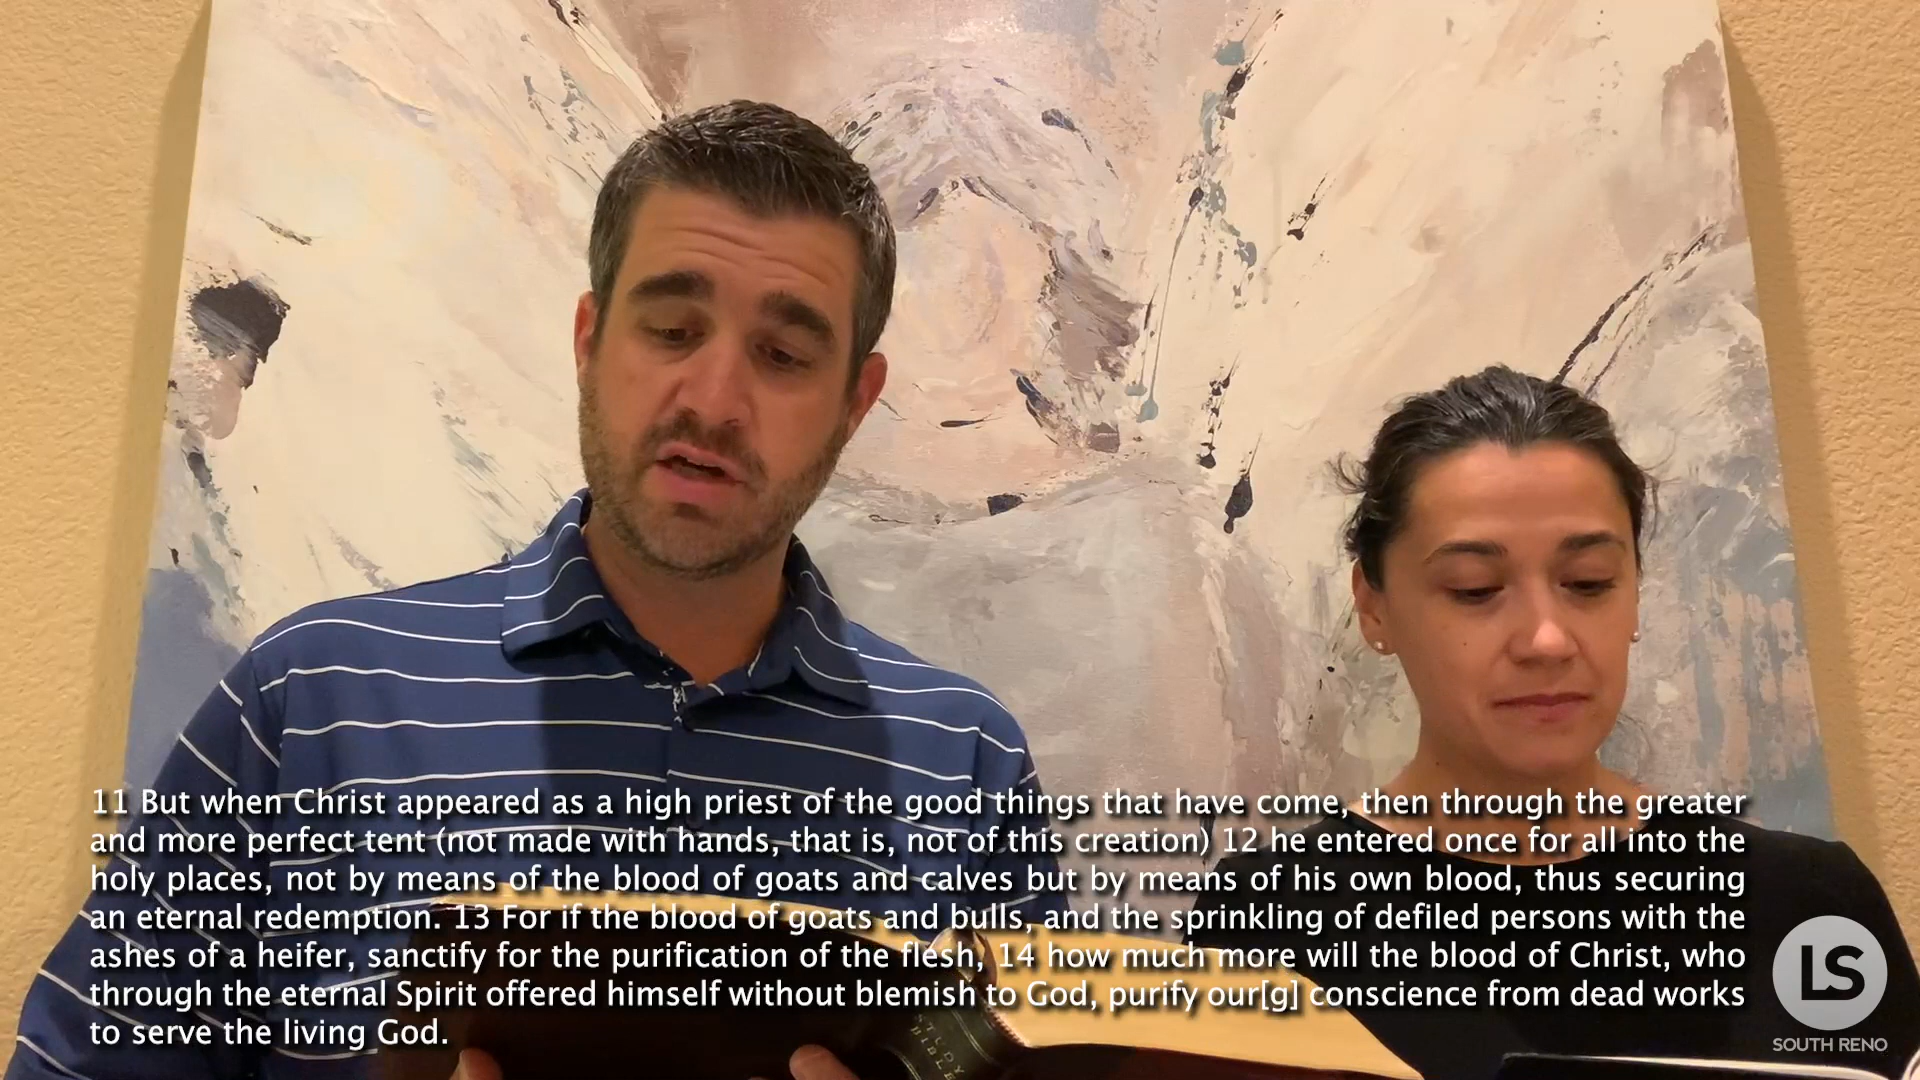 11 But when Christ appeared as a high priest of the good things that have come, then through the greater
and more perfect tent (not made with hands, that is, not of this creation) 12 he entered once for all into the
holy places, not by means of the blood of goats and calves but by means of his own blood, thus securing
an eternal redemption. 13 For if the blood of goats and bulls, and the sprinkling of defiled persons with the
ashes of a heifer, sanctify for the purification of the flesh, 14 how much more will the blood of Christ, who
through the eternal Spirit offered himself without blemish to God, purify our[g] conscience from dead works
to serve the living God.
STUDY
BIBLE
LS
SOUTH RENO